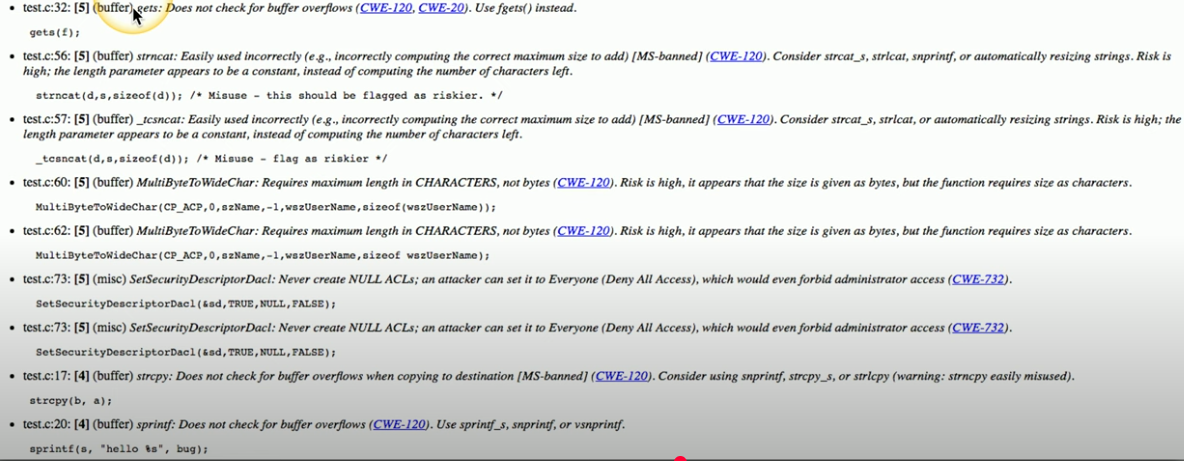 • test.c:32: [5] (buffer) gets: Does not check for buffer overflows (CWE-120, CWE-20). Use fgets() instead.
gets(f);
• test.c:56: [5] (buffer) strncat: Easily used incorrectly (e.g., incorrectly computing the correct maximum size to add) [MS-banned] (CWE-120). Consider strcat_s, strlcat, snprintf, or automatically resizing strings. Risk is
high; the length parameter appears to be a constant, instead of computing the number of characters left.
strncat(d,s,sizeof(d)); /* Misuse - this should be flagged as riskier. */
• test.c:57: [5] (buffer) _tcsncat: Easily used incorrectly (e.g., incorrectly computing the correct maximum size to add) [MS-banned] (CWE-120). Consider strcat_s, strlcat, or automatically resizing strings. Risk is high; the
length parameter appears to be a constant, instead of computing the number of characters left.
_tcsncat(d,s,sizeof(d)); /* Misuse - flag as riskier */
• test.c:60: [5] (buffer) MultiByteToWideChar: Requires maximum length in CHARACTERS, not bytes (CWE-120). Risk is high, it appears that the size is given as bytes, but the function requires size as characters.
MultiByteToWideChar(CP_ACP,0,szName,-1,wszUserName,sizeof(wszUserName));
• test.c:62: [5] (buffer) MultiByteToWideChar: Requires maximum length in CHARACTERS, not bytes (CWE-120). Risk is high, it appears that the size is given as bytes, but the function requires size as characters.
MultiByteToWideChar(CP_ACP,0,szName,-1,wszUserName,sizeof wszUserName);
• test.c:73: [5] (misc) SetSecurityDescriptorDacl: Never create NULL ACLs; an attacker can set it to Everyone (Deny All Access), which would even forbid administrator access (CWE-732).
SetSecurityDescriptorDacl(&sd,TRUE,NULL,FALSE);
• test.c:73: [5] (misc) SetSecurityDescriptorDacl: Never create NULL ACLs; an attacker can set it to Everyone (Deny All Access), which would even forbid administrator access (CWE-732).
SetSecurityDescriptorDacl(&sd,TRUE,NULL,FALSE);
• test.c:17: [4] (buffer) strcpy: Does not check for buffer overflows when copying to destination [MS-banned] (CWE-120). Consider using snprintf, strcpy_s, or strlcpy (warning: strncpy easily misused).
strcpy(b, a);
• test.c:20: [4] (buffer) sprintf: Does not check for buffer overflows (CWE-120). Use sprintf_s, snprintf, or vsnprintf.
sprintf(s, "hello %s", bug);